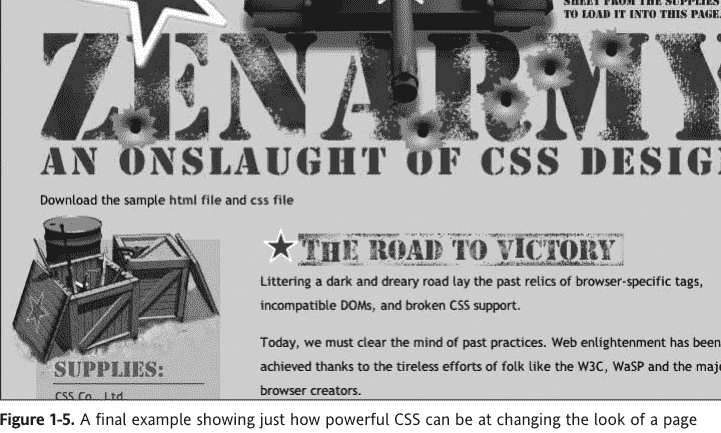 SHEET FROM THE SUPPLIES
TO LOAD IT INTO THIS PAGE.
ZENARMY
AN ONSLAUGHT OF CSS
Download the sample html file and css file
THE ROAD TO VICTORY
Littering a dark and dreary road lay the past relics of browser-specific tags,
incompatible DOMs, and broken CSS support.
Today, we must clear the mind of past practices. Web enlightenment has been
achieved thanks to the tireless efforts of folk like the W3C, WaSP and the
browser creators.
SUPPLIES:
CSS Co., Ltd.
Figure 1-5. A final example showing just how powerful CSS can be at changing the look of a page